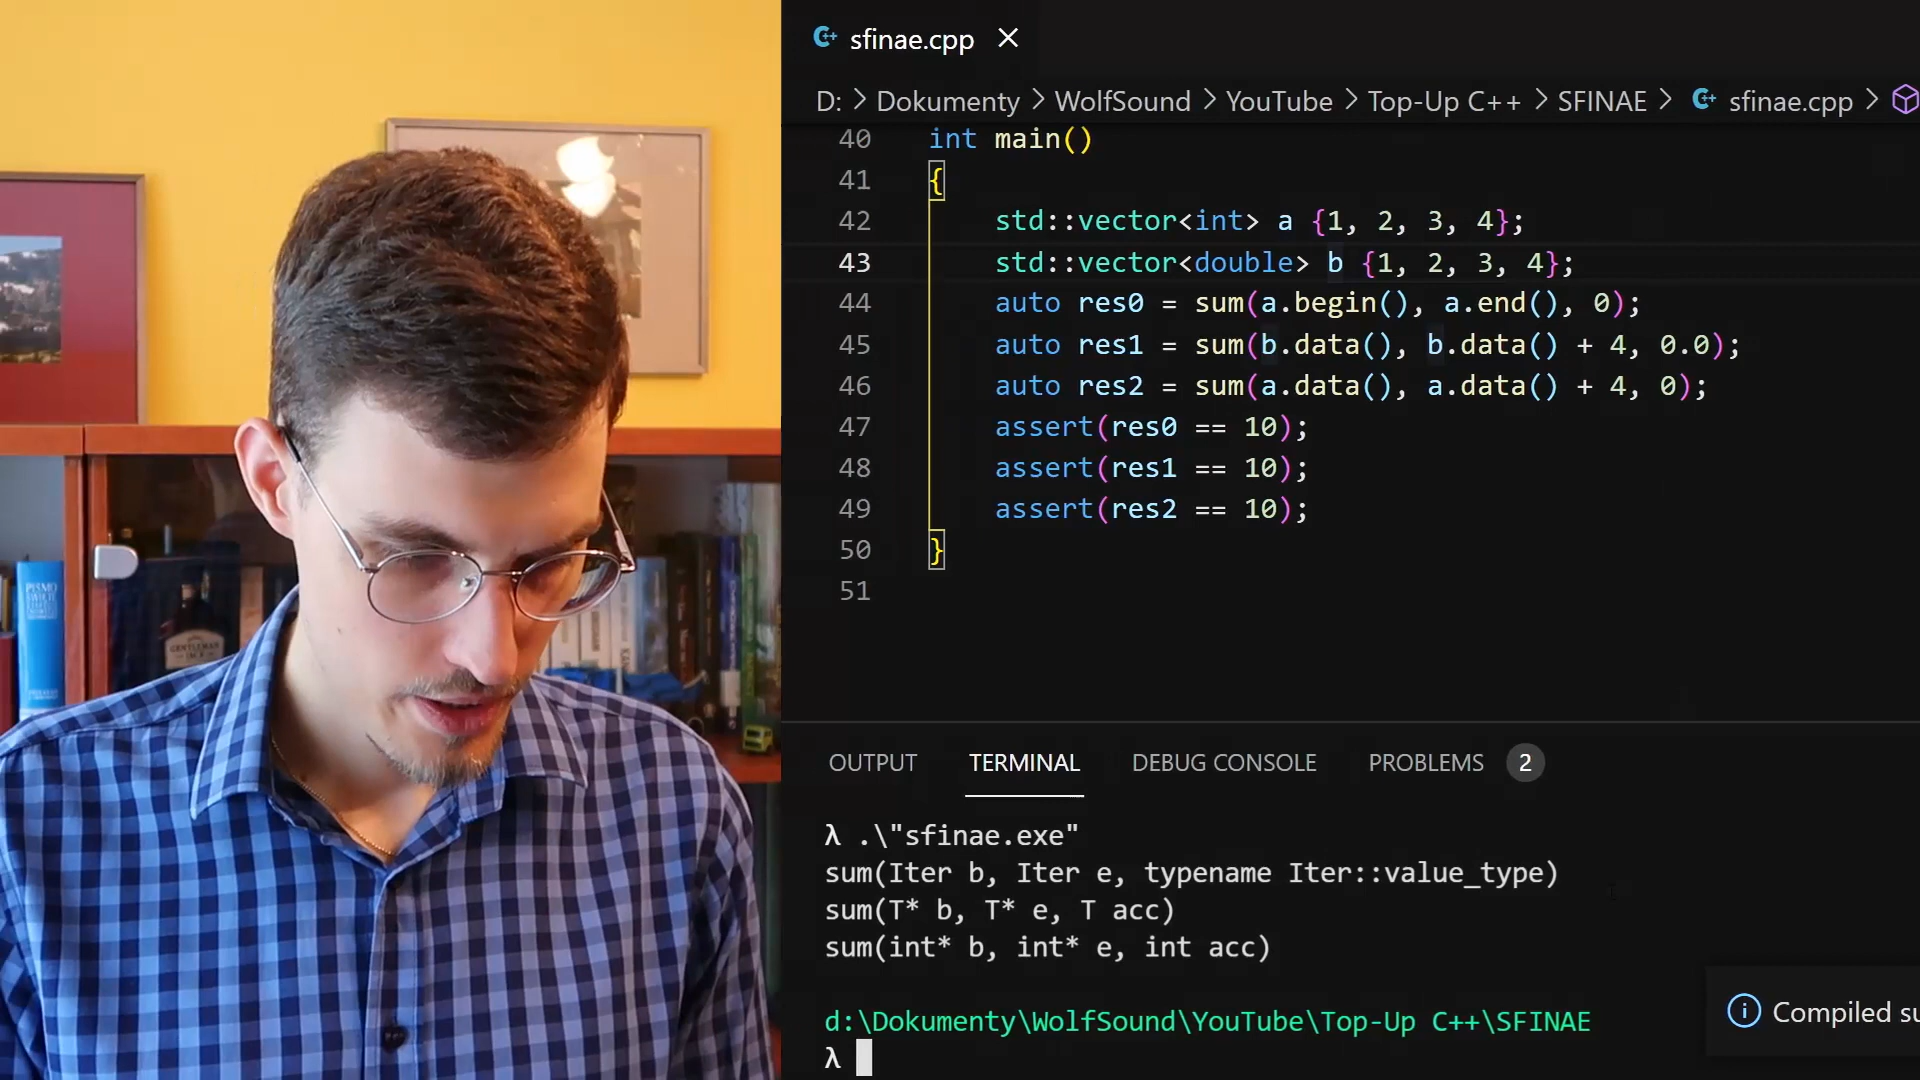 sfinae.cpp
D: > Dokumenty > WolfSound > YouTube > Top-Up C++ > SFINAE > sfinae.cpp >
40 int main()
41 {
42 std::vector<int> a {1, 2, 3, 4};
43 std::vector<double> b {1, 2, 3, 4};
44 auto res0 = sum(a.begin(), a.end(), 0);
45 auto res1 = sum(b.data(), b.data() + 4, 0.0);
46 auto res2 = sum(a.data(), a.data() + 4, 0);
47 assert(res0 == 10);
48 assert(res1 == 10);
49 assert(res2 == 10);
50 }
51
OUTPUT TERMINAL DEBUG CONSOLE PROBLEMS 2
λ .\"sfinae.exe"
sum(Iter b, Iter e, typename Iter::value_type)
sum(T* b, T* e, T acc)
sum(int* b, int* e, int acc)
d:\Dokumenty\WolfSound\YouTube\Top-Up C++\SFINAE
λ
Compiled su
PISMO
ŚWIĘTE
GENTLEMAN
JACK